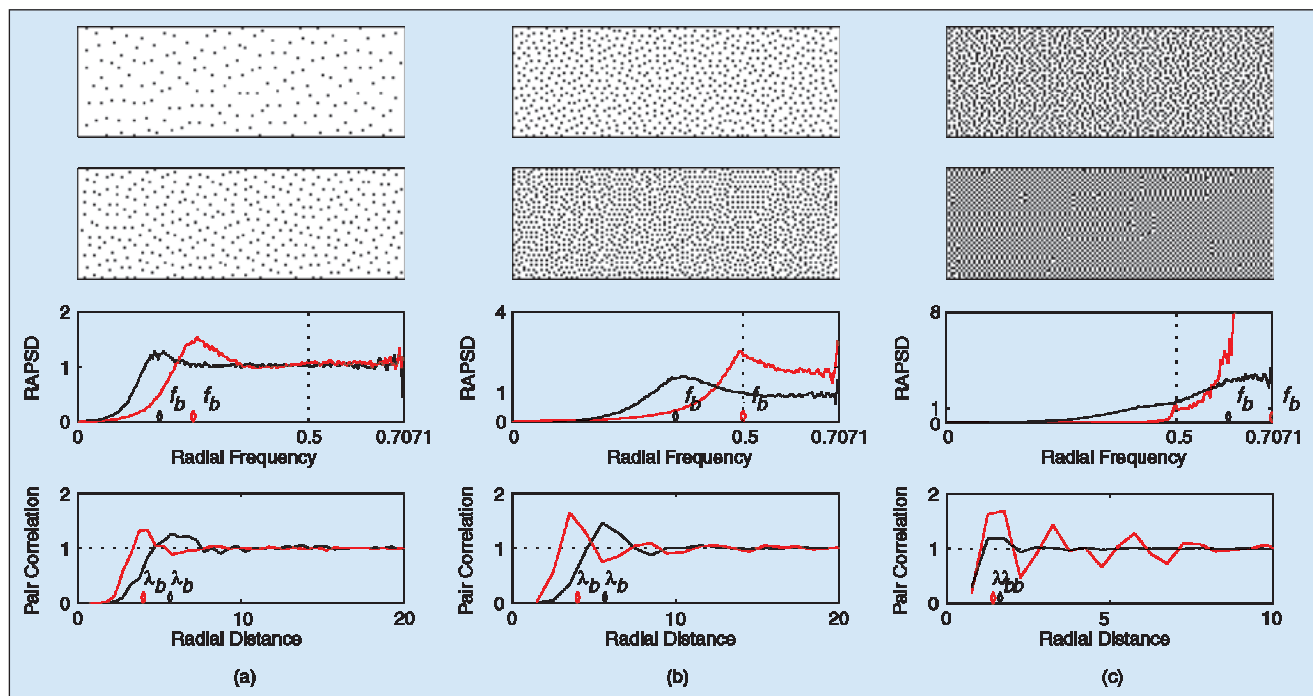 2
1
0
RAPSD
f_b
f_b
0
0.5
0.7071
Radial Frequency
4
1
0
RAPSD
f_b
f_b
0
0.5
0.7071
Radial Frequency
8
1
0
RAPSD
f_b
f_b
0
0.5
0.7071
Radial Frequency
2
1
0
Pair Correlation
λ_b
λ_b
0
10
20
Radial Distance
2
1
0
Pair Correlation
λ_b
λ_b
0
10
20
Radial Distance
2
1
0
Pair Correlation
λ_b
λ_b
0
5
10
Radial Distance
(a)
(b)
(c)